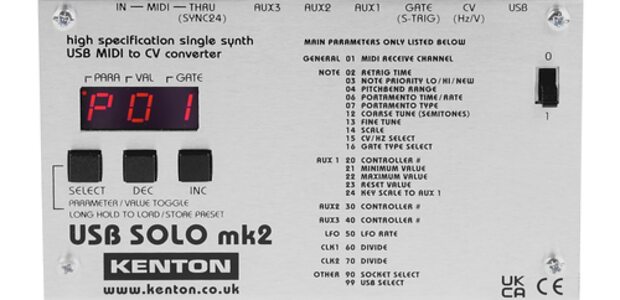 IN — MIDI — THRU
(SYNC24)
AUX3
AUX2
AUX1
GATE
(S-TRIG)
CV
(Hz/V)
USB
high specification single synth
USB MIDI to CV converter
PARA
VAL
GATE
P01
SELECT
DEC
INC
PARAMETER / VALUE TOGGLE
LONG HOLD TO LOAD / STORE PRESET
USB SOLO mk2
KENTON
www.kenton.co.uk
MAIN PARAMETERS ONLY LISTED BELOW
GENERAL 01 MIDI RECEIVE CHANNEL
NOTE 02 RETRIG TIME
03 NOTE PRIORITY LO/HI/NEW
04 PITCHBEND RANGE
06 PORTAMENTO TIME/RATE
07 PORTAMENTO TYPE
12 COARSE TUNE (SEMITONES)
13 FINE TUNE
14 SCALE
15 CV/HZ SELECT
16 GATE TYPE SELECT
AUX 1 20 CONTROLLER #
21 MINIMUM VALUE
22 MAXIMUM VALUE
23 RESET VALUE
24 KEY SCALE TO AUX 1
AUX2 30 CONTROLLER #
AUX3 40 CONTROLLER #
LFO 50 LFO RATE
CLK1 60 DIVIDE
CLK2 70 DIVIDE
OTHER 90 SOCKET SELECT
99 USB SELECT
0
1
UK
CA
CE